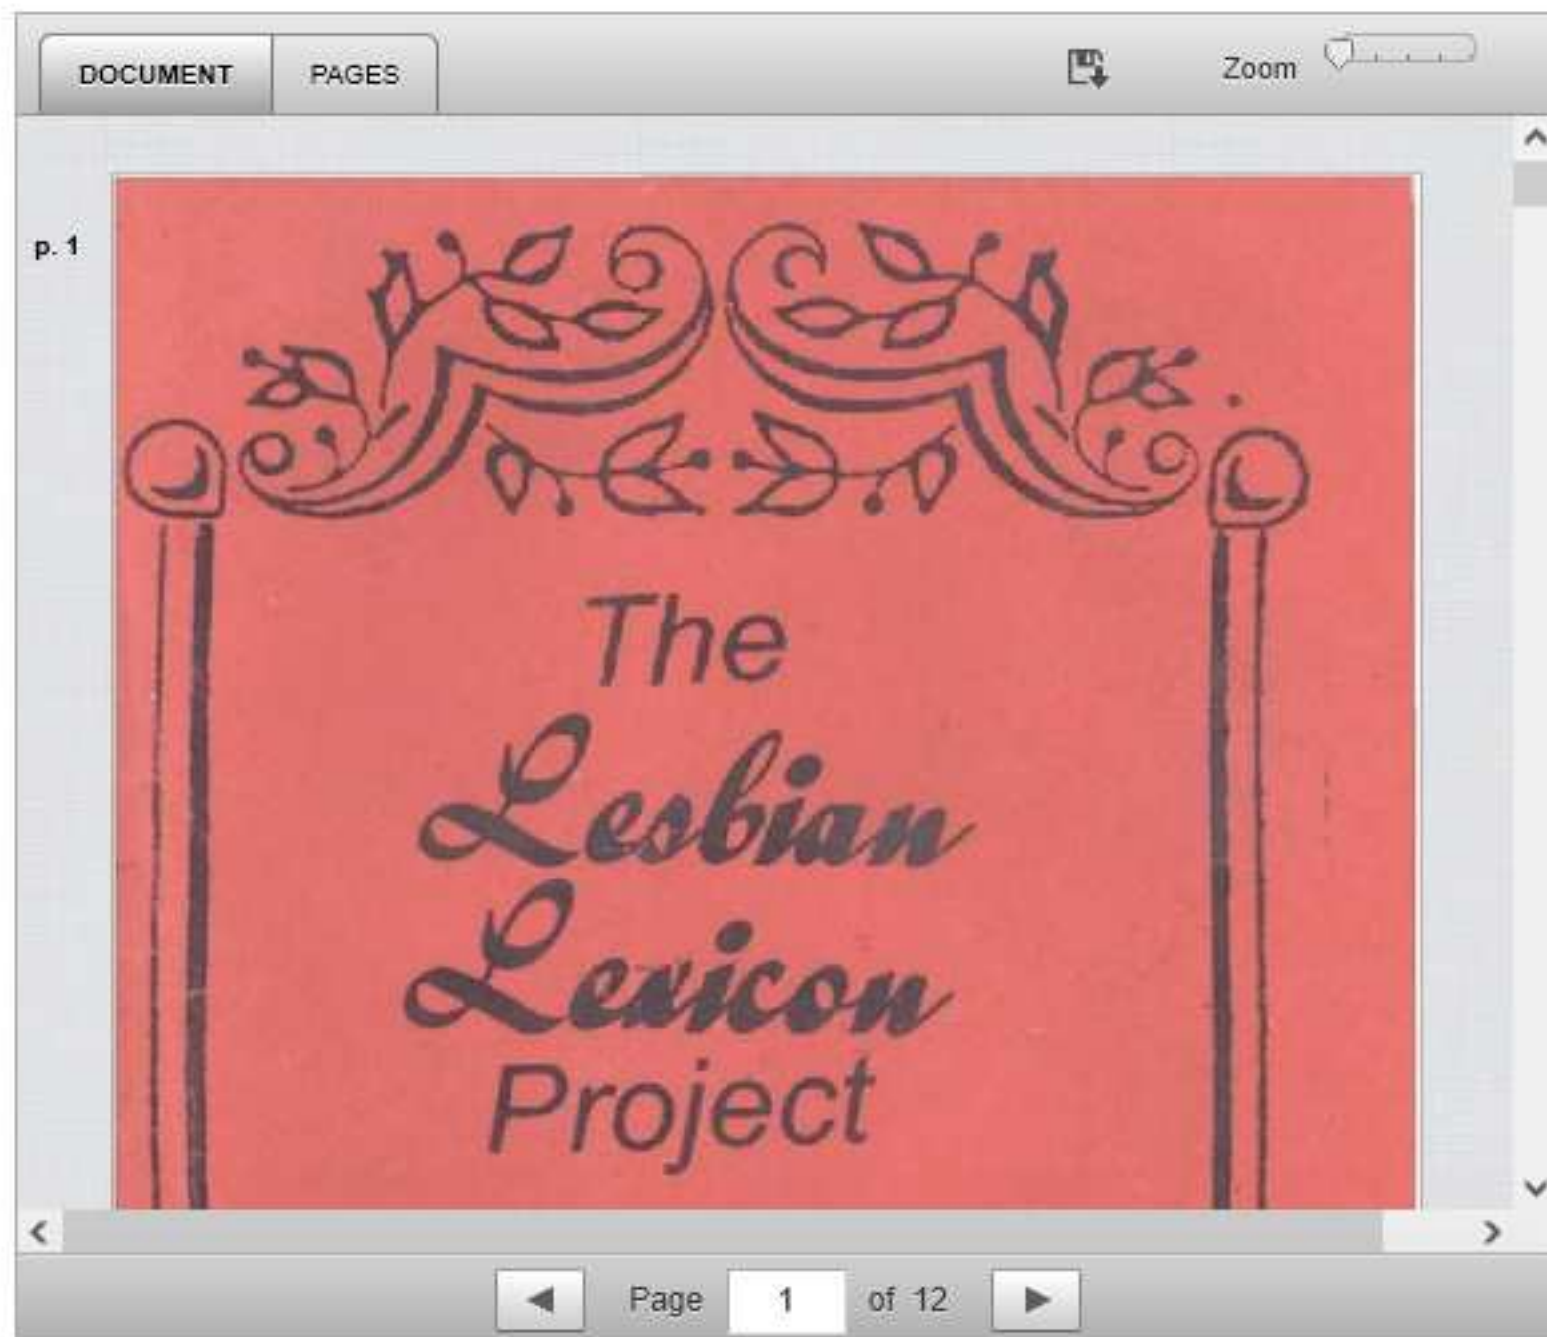 DOCUMENT PAGES Zoom
p. 1
The
Lesbian
Lexicon
Project
Page 1 of 12